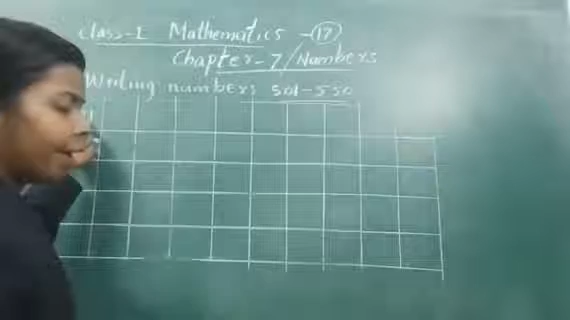 Class-I Mathematics - 17
Chapter-7/Numbers
Writing numbers 501-550